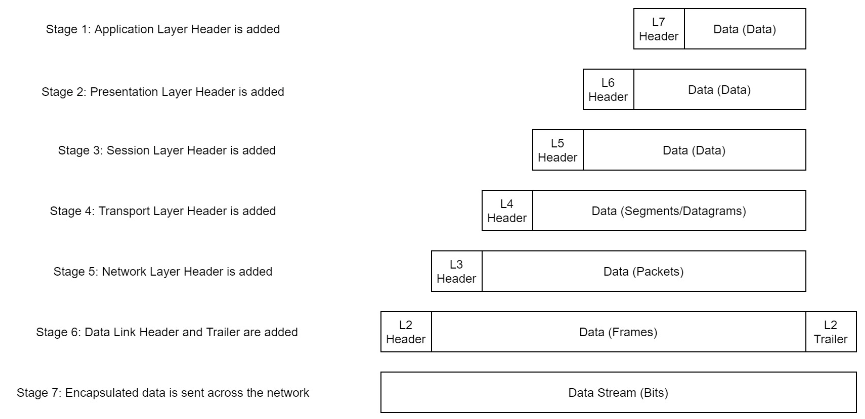 Stage 1: Application Layer Header is added
L7
Header
Data (Data)
Stage 2: Presentation Layer Header is added
L6
Header
Data (Data)
Stage 3: Session Layer Header is added
L5
Header
Data (Data)
Stage 4: Transport Layer Header is added
L4
Header
Data (Segments/Datagrams)
Stage 5: Network Layer Header is added
L3
Header
Data (Packets)
Stage 6: Data Link Header and Trailer are added
L2
Header
Data (Frames)
L2
Trailer
Stage 7: Encapsulated data is sent across the network
Data Stream (Bits)